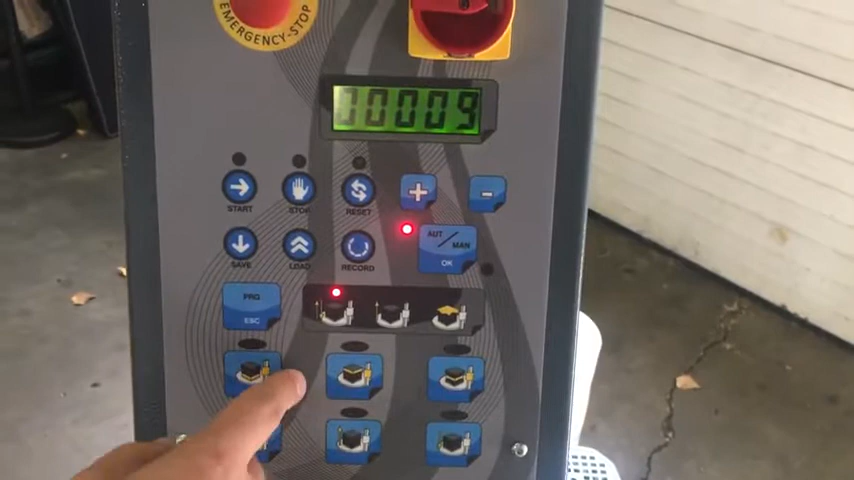 EMERGENCY-STOP
00009
START
STOP
RESET
+
-
AUT/MAN
OK
SAVE
LOAD
RECORD
PRG
ESC